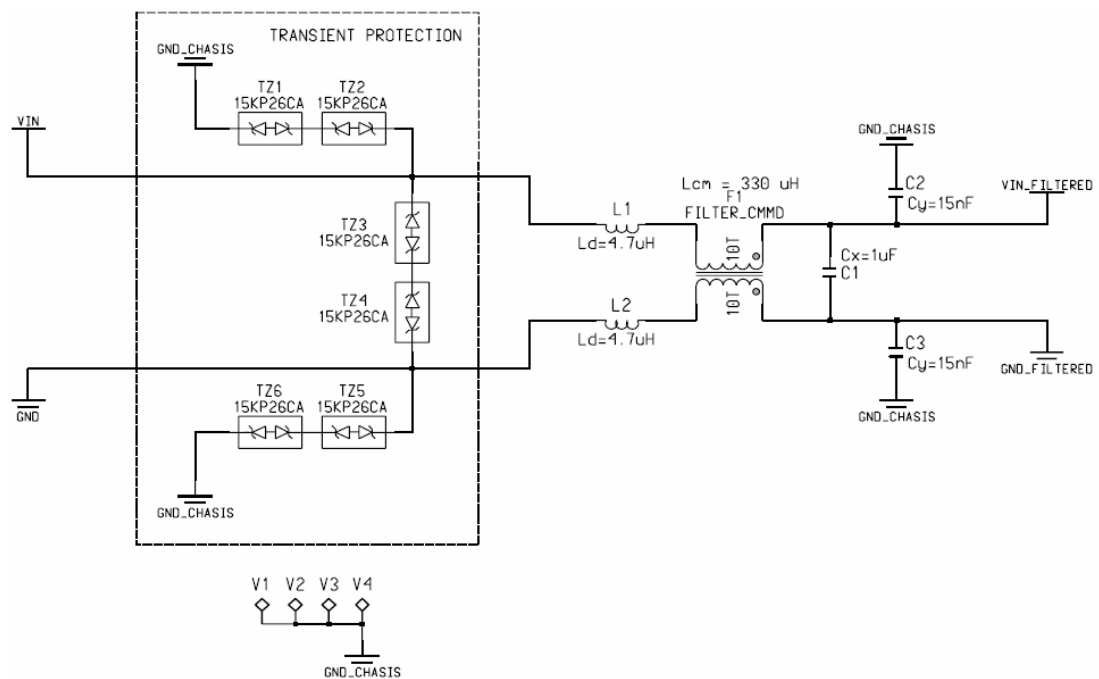 TRANSIENT PROTECTION
GND_CHASIS
TZ1 TZ2
15KP26CA 15KP26CA
VIN
GND_CHASIS
C2
Cy=15nF
VIN_FILTERED
Lcm = 330 uH
F1
FILTER_CMMD
L1
Ld=4.7uH
10T
TZ3
15KP26CA
Cx=1uF
C1
TZ4
15KP26CA
L2
Ld=4.7uH
10T
C3
Cy=15nF
GND_FILTERED
GND_CHASIS
GND
TZ6 TZ5
15KP26CA 15KP26CA
GND_CHASIS
V1 V2 V3 V4
GND_CHASIS